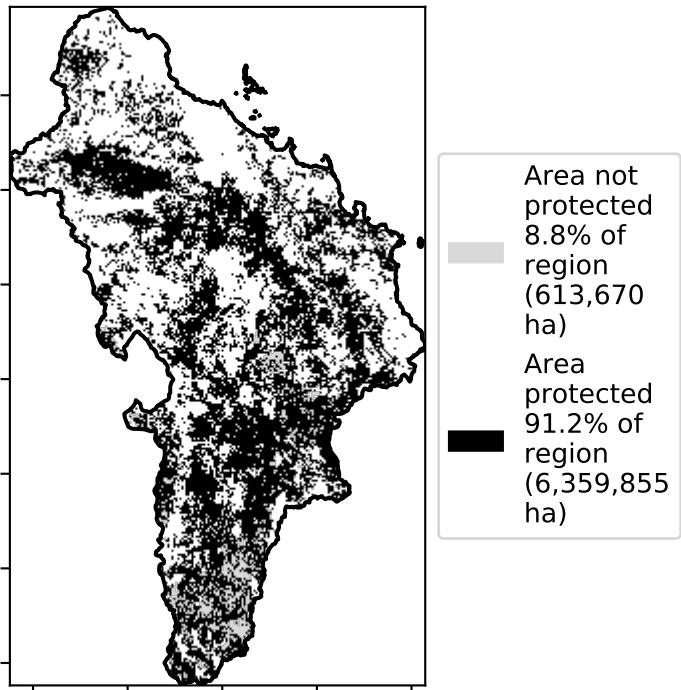 Area not
protected
8.8% of
region
(613,670
ha)
Area
protected
91.2% of
region
(6,359,855
ha)